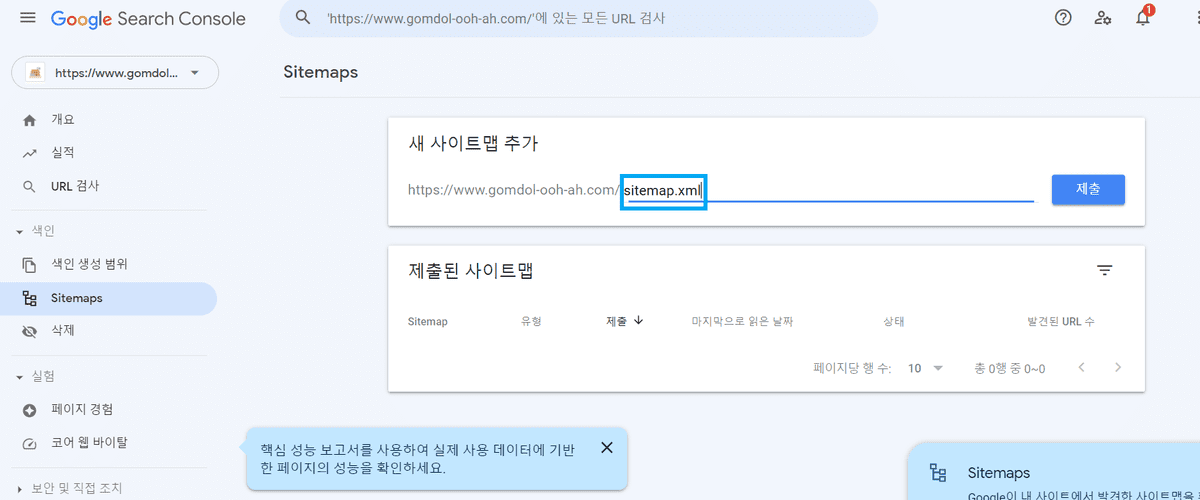 Google Search Console
'https://www.gomdol-ooh-ah.com/'에 있는 모든 URL 검사
1
https://www.gomdol...
Sitemaps
개요
실적
URL 검사
색인
색인 생성 범위
Sitemaps
삭제
실험
페이지 경험
코어 웹 바이탈
보안 및 직접 조치
새 사이트맵 추가
https://www.gomdol-ooh-ah.com/ sitemap.xml 제출
제출된 사이트맵
Sitemap 유형 제출 마지막으로 읽은 날짜 상태 발견된 URL 수
페이지당 행 수: 10 총 0행 중 0~0
핵심 성능 보고서를 사용하여 실제 사용 데이터에 기반
한 페이지의 성능을 확인하세요.
Sitemaps
Google이 내 사이트에서 발견한 사이트맵을